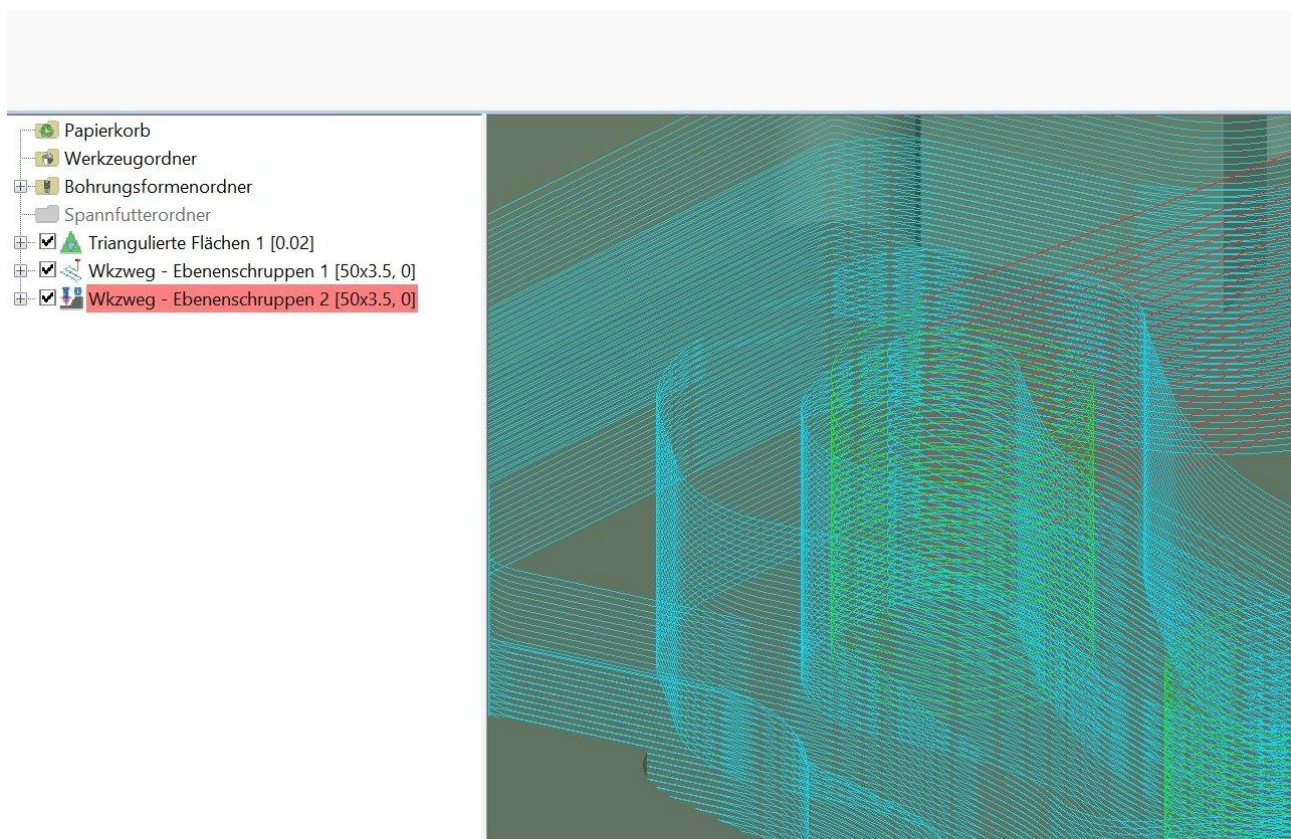 Papierkorb
Werkzeugordner
Bohrungsformenordner
Spannfutterordner
Triangulierte Flächen 1 [0.02]
Wkzweg - Ebenenschruppen 1 [50x3.5, 0]
Wkzweg - Ebenenschruppen 2 [50x3.5, 0]